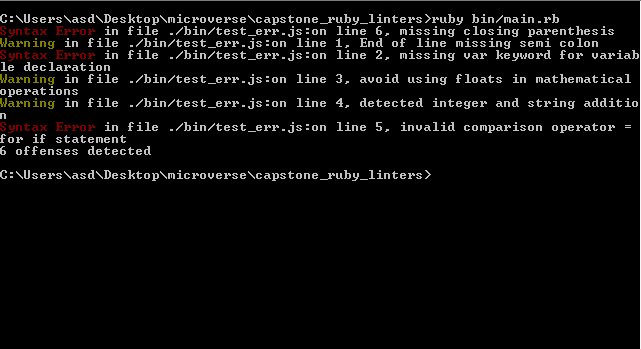 C:\Users\asd\Desktop\microverse\capstone_ruby_linters>ruby bin/main.rb
Syntax Error in file ./bin/test_err.js:on line 6, missing closing parenthesis
Warning in file ./bin/test_err.js:on line 1, End of line missing semi colon
Syntax Error in file ./bin/test_err.js:on line 2, missing var keyword for variab
le declaration
Warning in file ./bin/test_err.js:on line 3, avoid using floats in mathematical
operations
Warning in file ./bin/test_err.js:on line 4, detected integer and string additio
n
Syntax Error in file ./bin/test_err.js:on line 5, invalid comparison operator =
for if statement
6 offenses detected
C:\Users\asd\Desktop\microverse\capstone_ruby_linters>